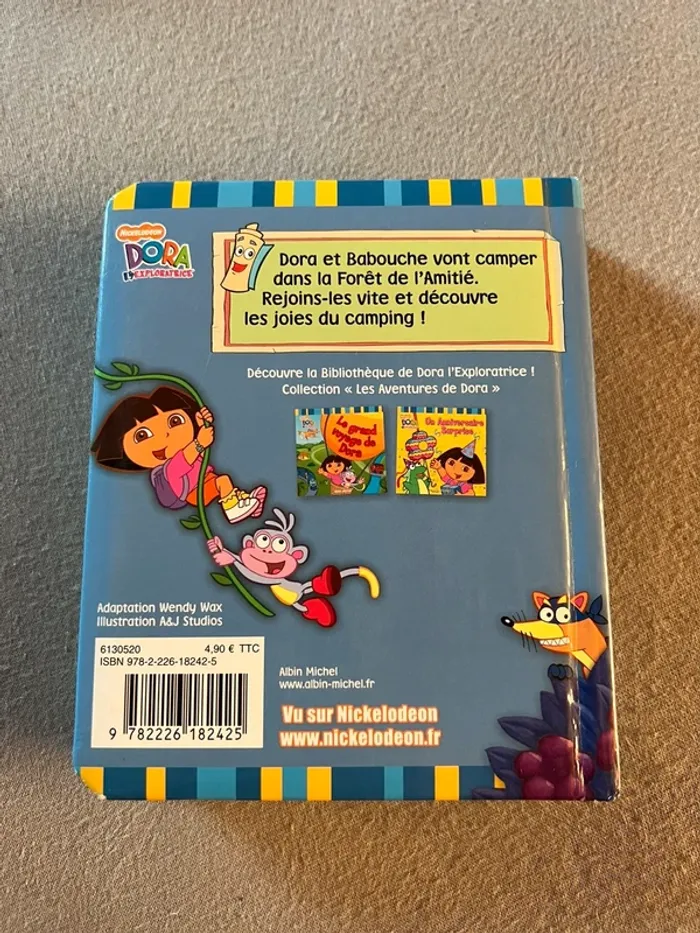 NICKELODEON
DORA
L'EXPLORATRICE
Dora et Babouche vont camper
dans la Forêt de l'Amitié.
Rejoins-les vite et découvre
les joies du camping !
Découvre la Bibliothèque de Dora l'Exploratrice !
Collection « Les Aventures de Dora »
DORA
Le grand
voyage de
Dora
DORA
Un Anniversaire
Surprise
Adaptation Wendy Wax
Illustration A&J Studios
6130520 4,90 € TTC
ISBN 978-2-226-18242-5
9 782226 182425
Albin Michel
www.albin-michel.fr
Vu sur Nickelodeon
www.nickelodeon.fr